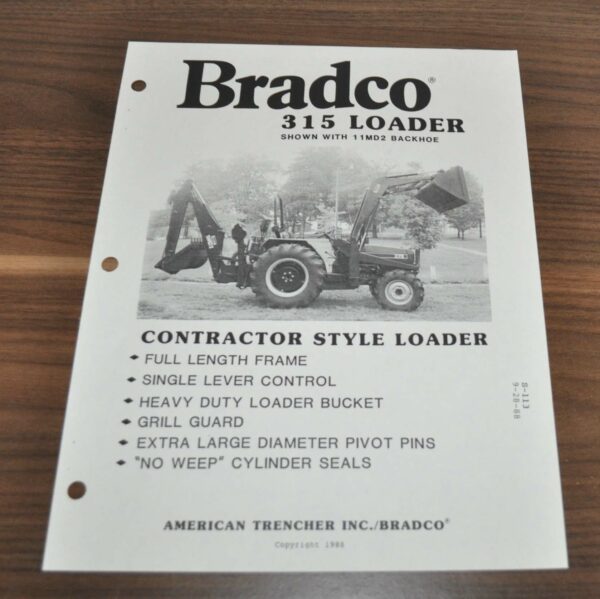 Bradco®
315 LOADER
SHOWN WITH 11MD2 BACKHOE
CONTRACTOR STYLE LOADER
FULL LENGTH FRAME
SINGLE LEVER CONTROL
HEAVY DUTY LOADER BUCKET
GRILL GUARD
EXTRA LARGE DIAMETER PIVOT PINS
"NO WEEP" CYLINDER SEALS
S-113
9-20-88
AMERICAN TRENCHER INC./BRADCO®
Copyright 1988